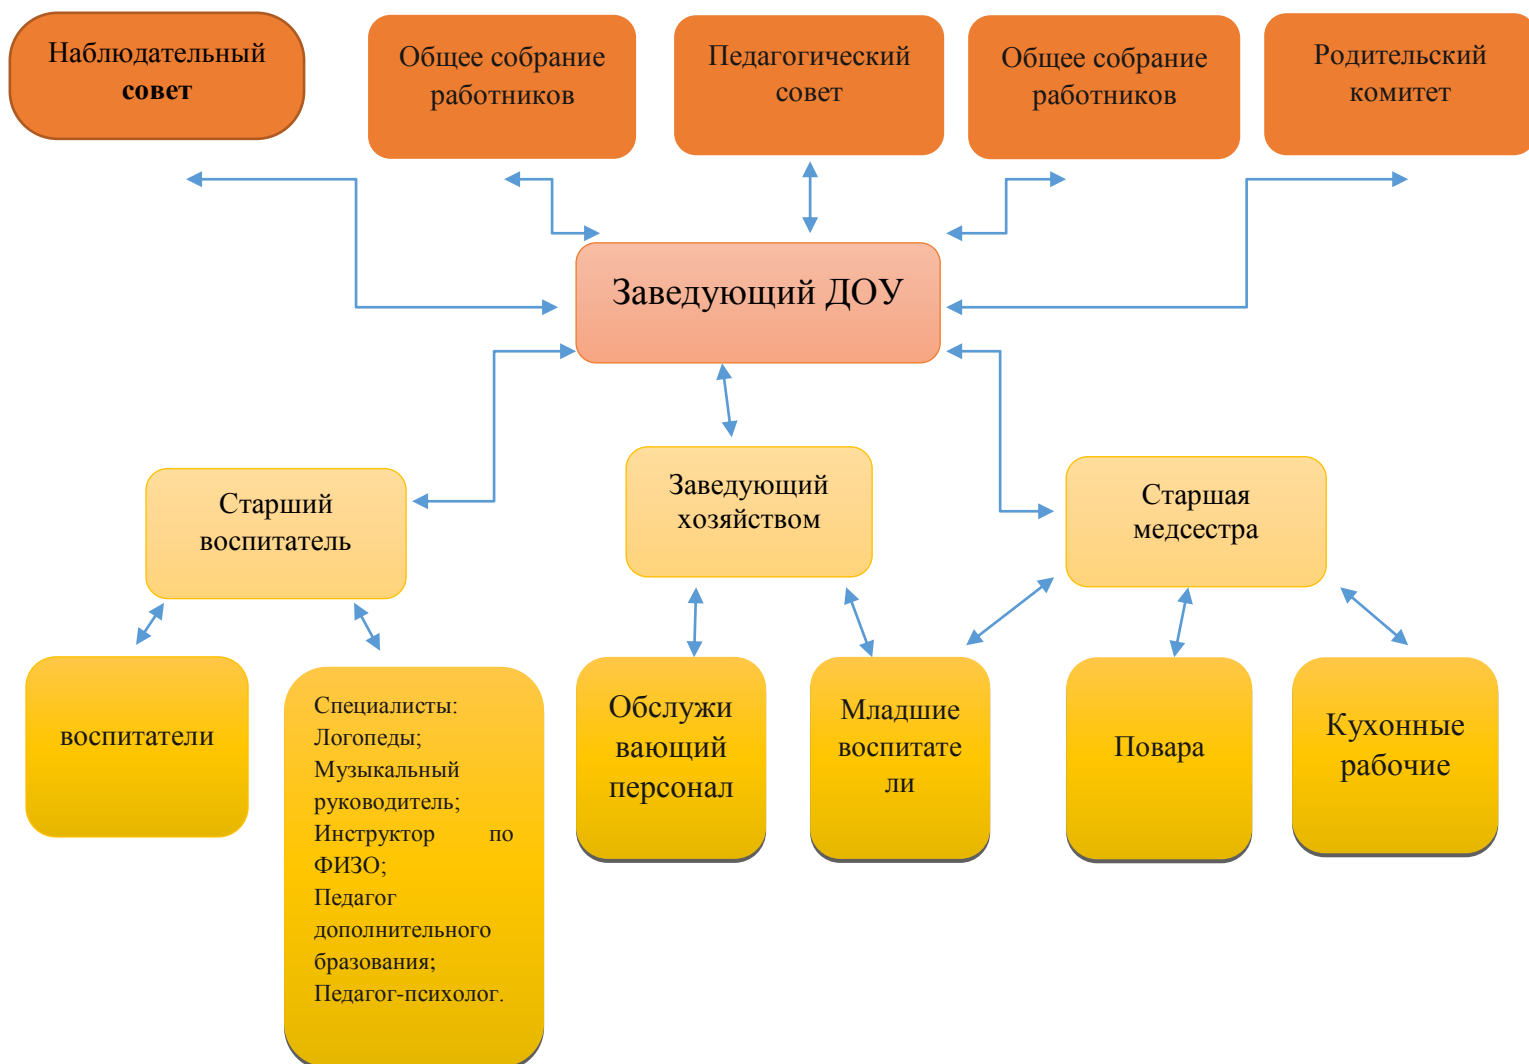 Наблюдательный
совет
Общее собрание
работников
Педагогический
совет
Общее собрание
работников
Родительский
комитет
Заведующий ДОУ
Старший
воспитатель
Заведующий
хозяйством
Старшая
медсестра
воспитатели
Специалисты:
Логопеды;
Музыкальный
руководитель;
Инструктор по
ФИЗО;
Педагог
дополнительного
бразования;
Педагог-психолог.
Обслужи
вающий
персонал
Младшие
воспитате
ли
Повара
Кухонные
рабочие